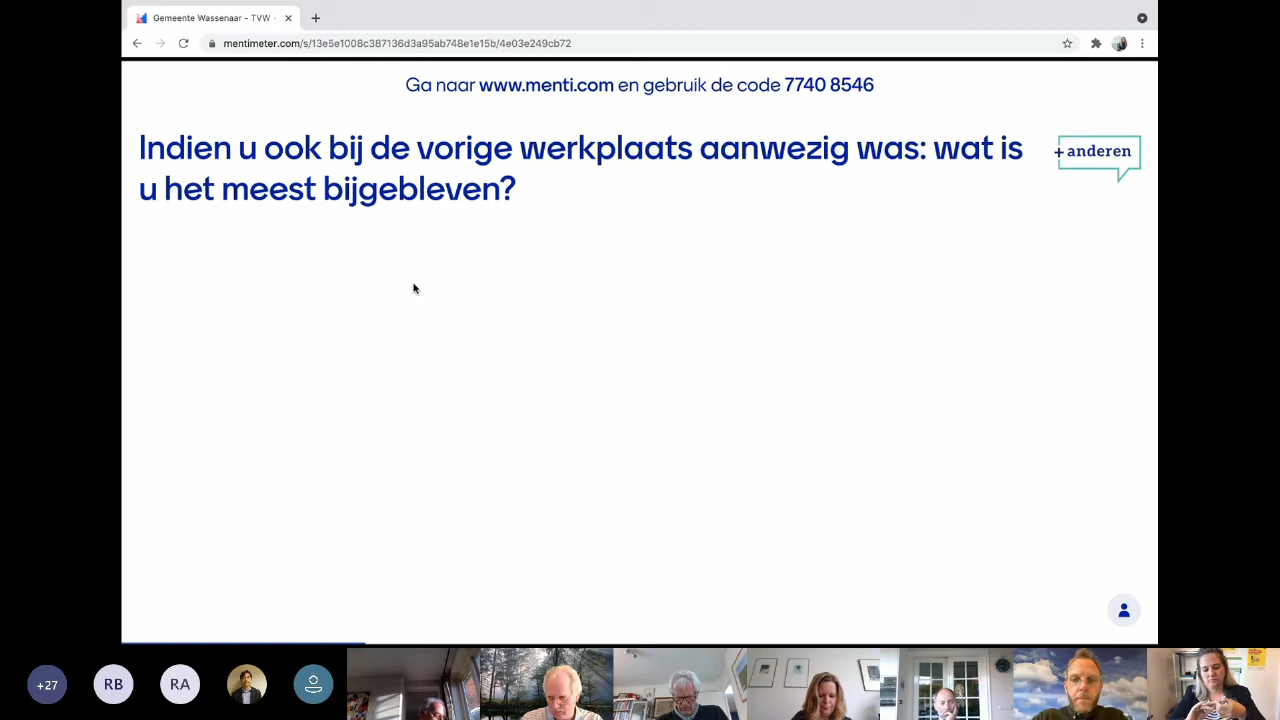 Gemeente Wassenaar - TVW -
mentimeter.com/s/13e5e1008c387136d3a95ab748e1e15b/4e03e249cb72
Ga naar www.menti.com en gebruik de code 7740 8546
Indien u ook bij de vorige werkplaats aanwezig was: wat is
u het meest bijgebleven?
+anderen
+27
RB
RA